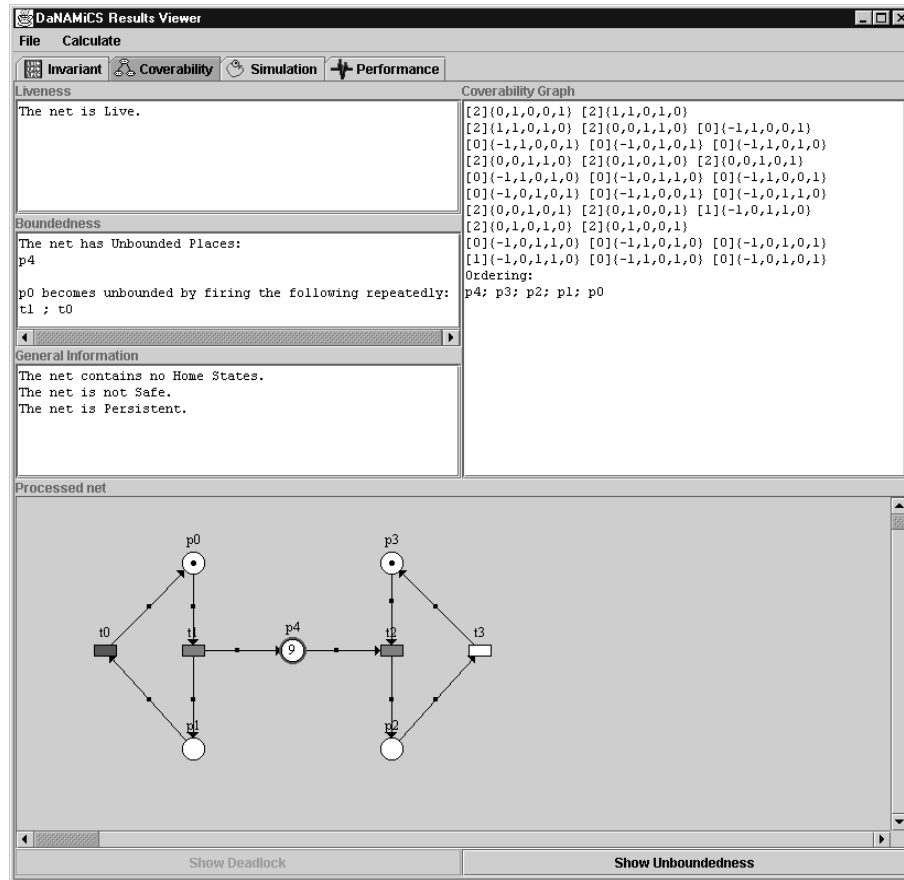 DaNAMiCS Results Viewer
File Calculate
Invariant Coverability Simulation Performance
Liveness
The net is Live.
Boundedness
The net has Unbounded Places:
p4
p0 becomes unbounded by firing the following repeatedly:
t1 ; t0
General Information
The net contains no Home States.
The net is not Safe.
The net is Persistent.
Coverability Graph
[2]{0,1,0,0,1} [2]{1,1,0,1,0}
[2]{1,1,0,1,0} [2]{0,0,1,1,0} [0]{-1,1,0,0,1}
[0]{-1,1,0,0,1} [0]{-1,0,1,0,1} [0]{-1,1,0,1,0}
[2]{0,0,1,1,0} [2]{0,1,0,1,0} [2]{0,0,1,0,1}
[0]{-1,1,0,1,0} [0]{-1,0,1,1,0} [0]{-1,1,0,0,1}
[0]{-1,0,1,0,1} [0]{-1,1,0,0,1} [0]{-1,0,1,1,0}
[2]{0,0,1,0,1} [2]{0,1,0,0,1} [1]{-1,0,1,1,0}
[2]{0,1,0,1,0} [2]{0,1,0,0,1}
[0]{-1,0,1,1,0} [0]{-1,1,0,1,0} [0]{-1,0,1,0,1}
[1]{-1,0,1,1,0} [0]{-1,1,0,1,0} [0]{-1,0,1,0,1}
Ordering:
p4; p3; p2; p1; p0
Processed net
p0 p3
t0 t1 p4 t2 t3
9
p1 p2
Show Deadlock Show Unboundedness